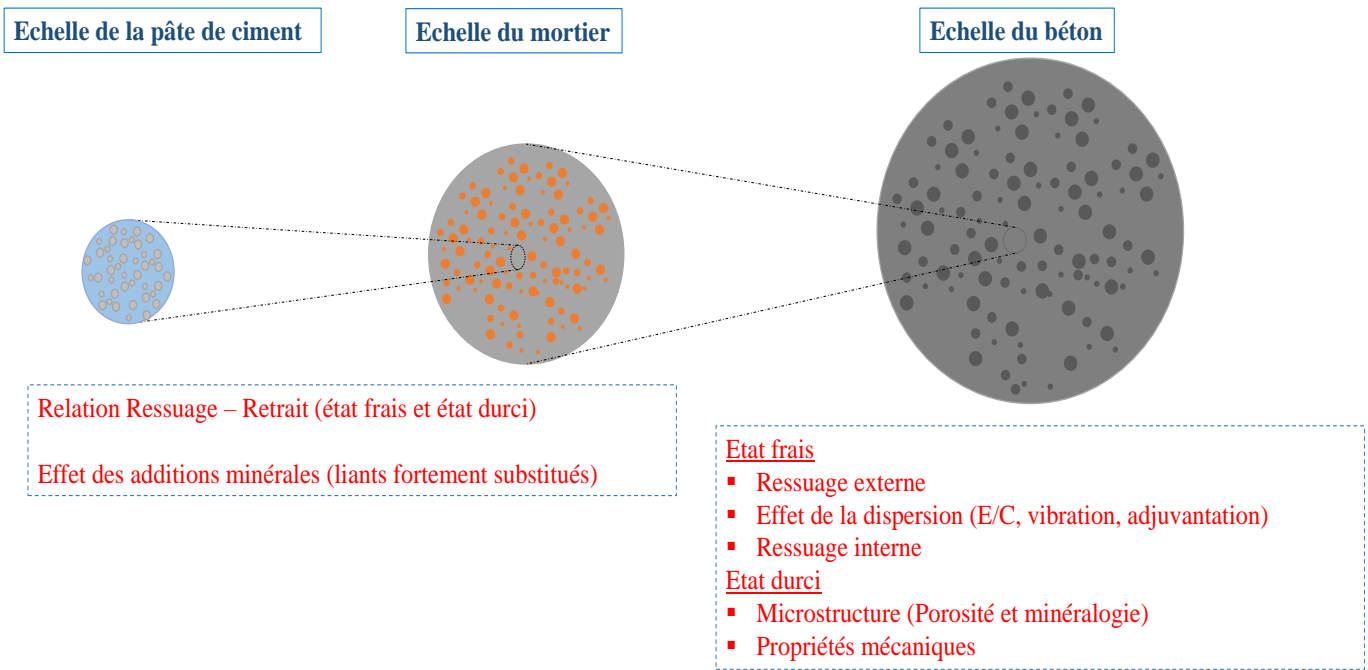 Echelle de la pâte de ciment
Echelle du mortier
Echelle du béton
Relation Ressuage – Retrait (état frais et état durci)
Effet des additions minérales (liants fortement substitués)
Etat frais
▪ Ressuage externe
▪ Effet de la dispersion (E/C, vibration, adjuvantation)
▪ Ressuage interne
Etat durci
▪ Microstructure (Porosité et minéralogie)
▪ Propriétés mécaniques